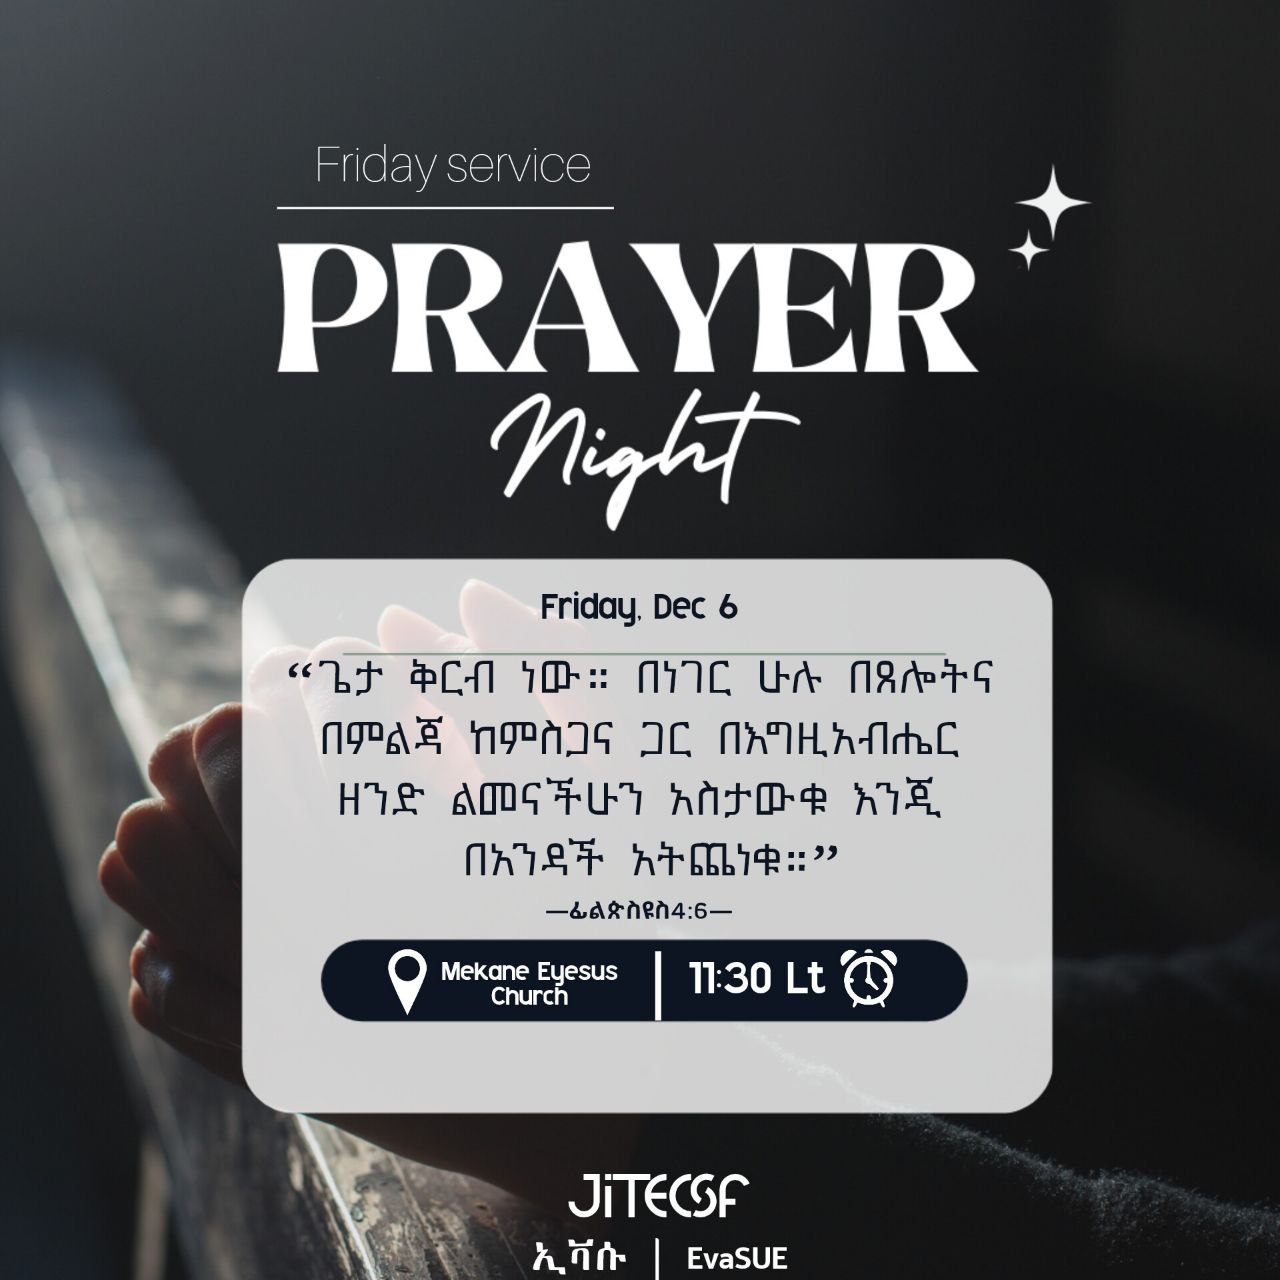 Friday service
PRAYER
Night
Friday, Dec 6
“ጌታ ቅርብ ነው። በነገር ሁሉ በጸሎትና
በምልጃ ከምስጋና ጋር በእግዚአብሔር
ዘንድ ልመናችሁን አስታውቁ እንጂ
በአንዳች አትጨነቁ።”
—ፊልጵስዩስ4:6—
Mekane Eyesus
Church
11:30 Lt
JiTECSF
ኢቫሱ | EvaSUE